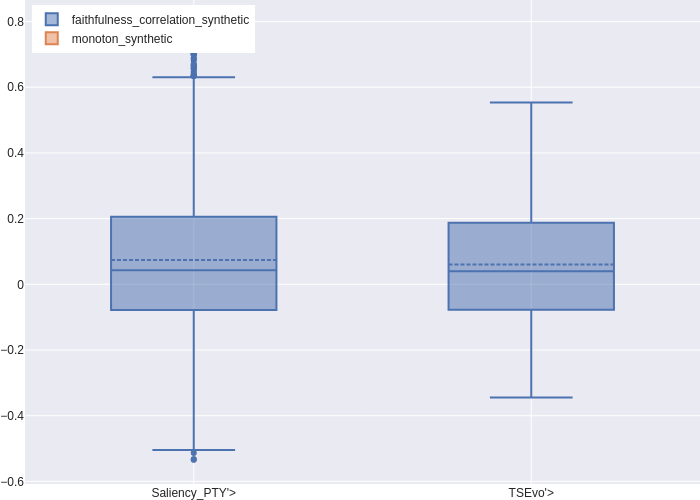 faithfulness_correlation_synthetic
monoton_synthetic
0.8
0.6
0.4
0.2
0
−0.2
−0.4
−0.6
Saliency_PTY'>
TSEvo'>